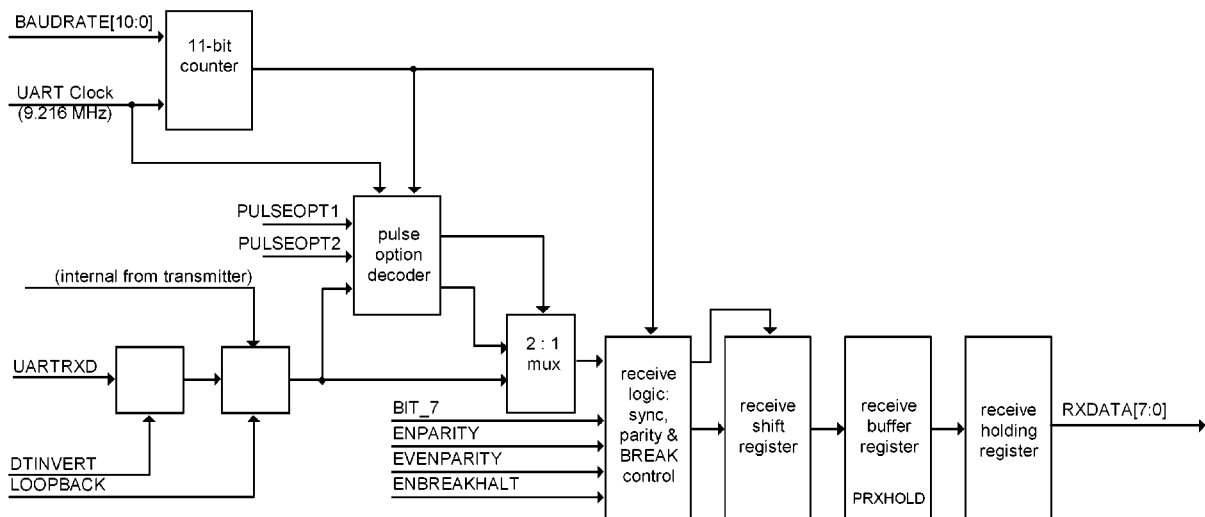 BAUDRATE[10:0]
11-bit
counter
UART Clock
(9.216 MHz)
PULSEOPT1
PULSEOPT2
pulse
option
decoder
(internal from transmitter)
2 : 1
mux
UARTRXD
receive
logic:
sync,
parity &
BREAK
control
receive
shift
register
receive
buffer
register
PRXHOLD
receive
holding
register
RXDATA[7:0]
BIT_7
ENPARITY
EVENPARITY
ENBREAKHALT
DTINVERT
LOOPBACK